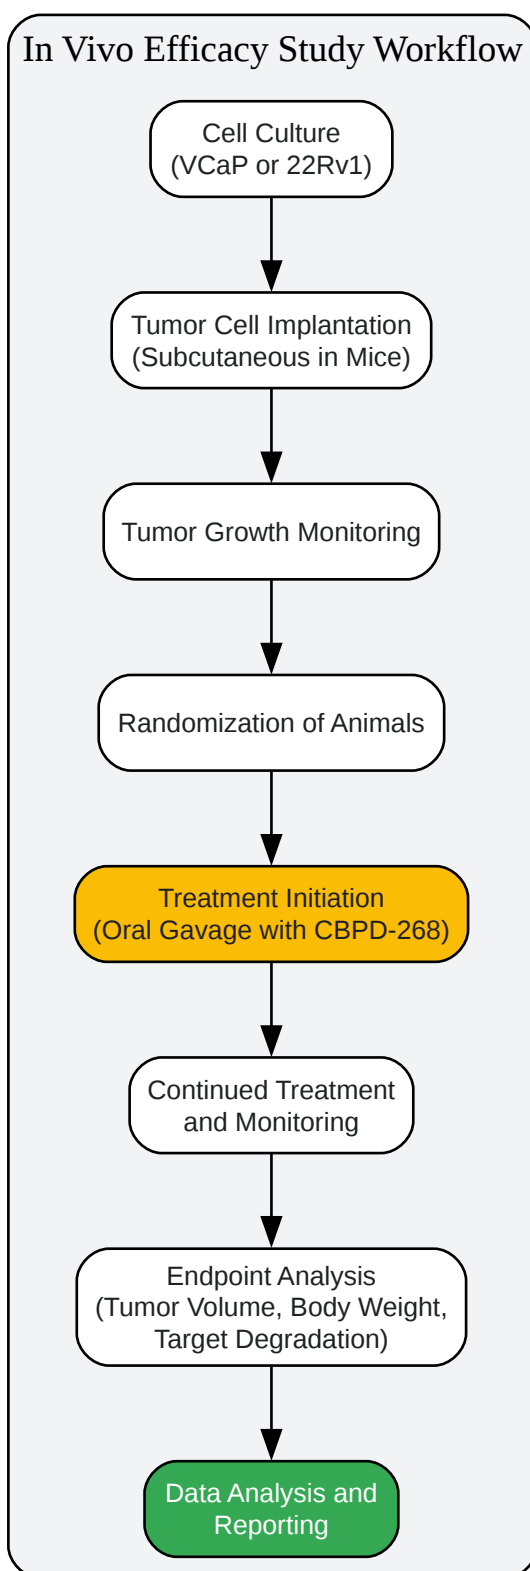 In Vivo Efficacy Study Workflow
Cell Culture
(VCaP or 22Rv1)
Tumor Cell Implantation
(Subcutaneous in Mice)
Tumor Growth Monitoring
Randomization of Animals
Treatment Initiation
(Oral Gavage with CBPD-268)
Continued Treatment
and Monitoring
Endpoint Analysis
(Tumor Volume, Body Weight,
Target Degradation)
Data Analysis and
Reporting